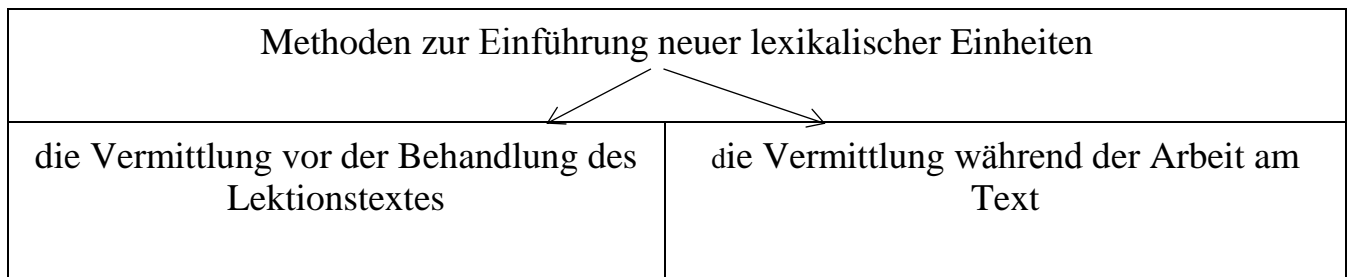 Methoden zur Einführung neuer lexikalischer Einheiten
die Vermittlung vor der Behandlung des
Lektionstextes
die Vermittlung während der Arbeit am
Text